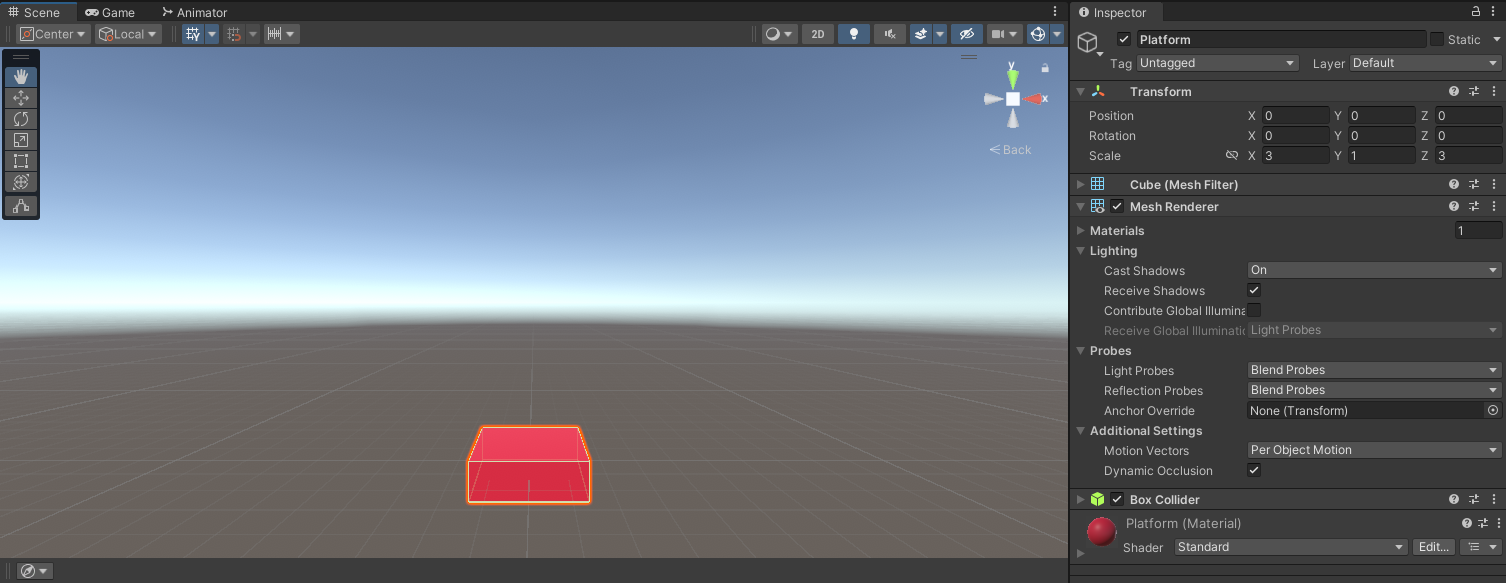 Scene Game Animator
Center Local 2D
y
x
Back
Inspector
Platform Static
Tag Untagged Layer Default
Transform
Position X 0 Y 0 Z 0
Rotation X 0 Y 0 Z 0
Scale X 3 Y 1 Z 3
Cube (Mesh Filter)
Mesh Renderer
Materials 1
Lighting
Cast Shadows On
Receive Shadows
Contribute Global Illumina
Receive Global Illuminatic Light Probes
Probes
Light Probes Blend Probes
Reflection Probes Blend Probes
Anchor Override None (Transform)
Additional Settings
Motion Vectors Per Object Motion
Dynamic Occlusion
Box Collider
Platform (Material)
Shader Standard Edit...